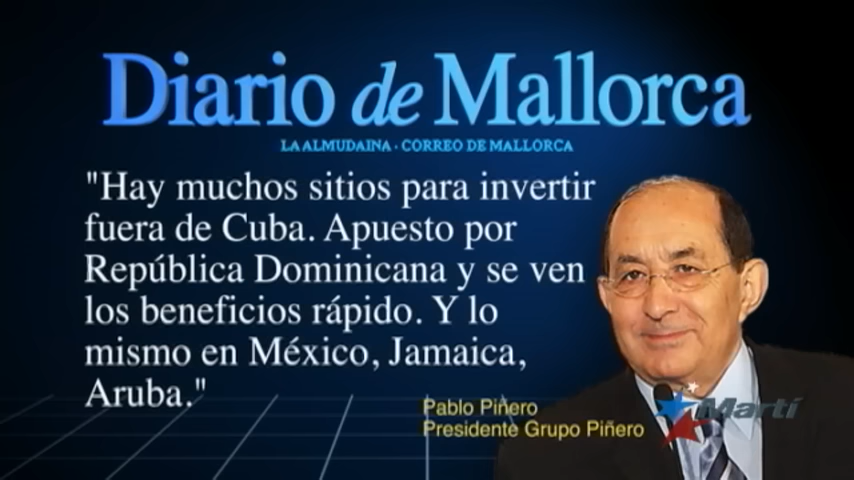 Diario de Mallorca
LA ALMUDAINA · CORREO DE MALLORCA
"Hay muchos sitios para invertir
fuera de Cuba. Apuesto por
República Dominicana y se ven
los beneficios rápido. Y lo
mismo en México, Jamaica,
Aruba."
Pablo Piñero
Presidente Grupo Piñero
Martí